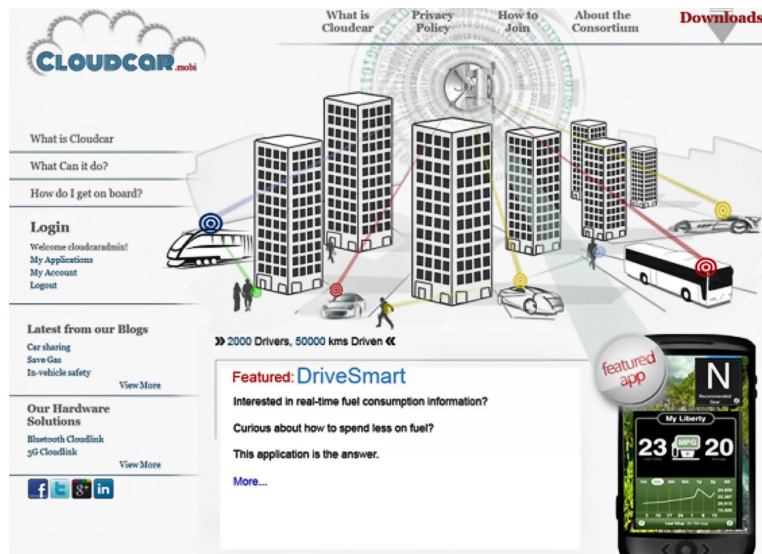 CLOUDCAR.mobi
What is
Cloudcar
Privacy
Policy
How to
Join
About the
Consortium
Downloads
What is Cloudcar
What Can it do?
How do I get on board?
Login
Welcome cloudcaradmin!
My Applications
My Account
Logout
Latest from our Blogs
Car sharing
Save Gas
In-vehicle safety
View More
Our Hardware
Solutions
Bluetooth Cloudlink
3G Cloudlink
View More
f t g+ in
» 2000 Drivers, 50000 kms Driven «
Featured: DriveSmart
Interested in real-time fuel consumption information?
Curious about how to spend less on fuel?
This application is the answer.
More...
featured
app
N
Recommended
Gear
My Liberty
23 MPG 20